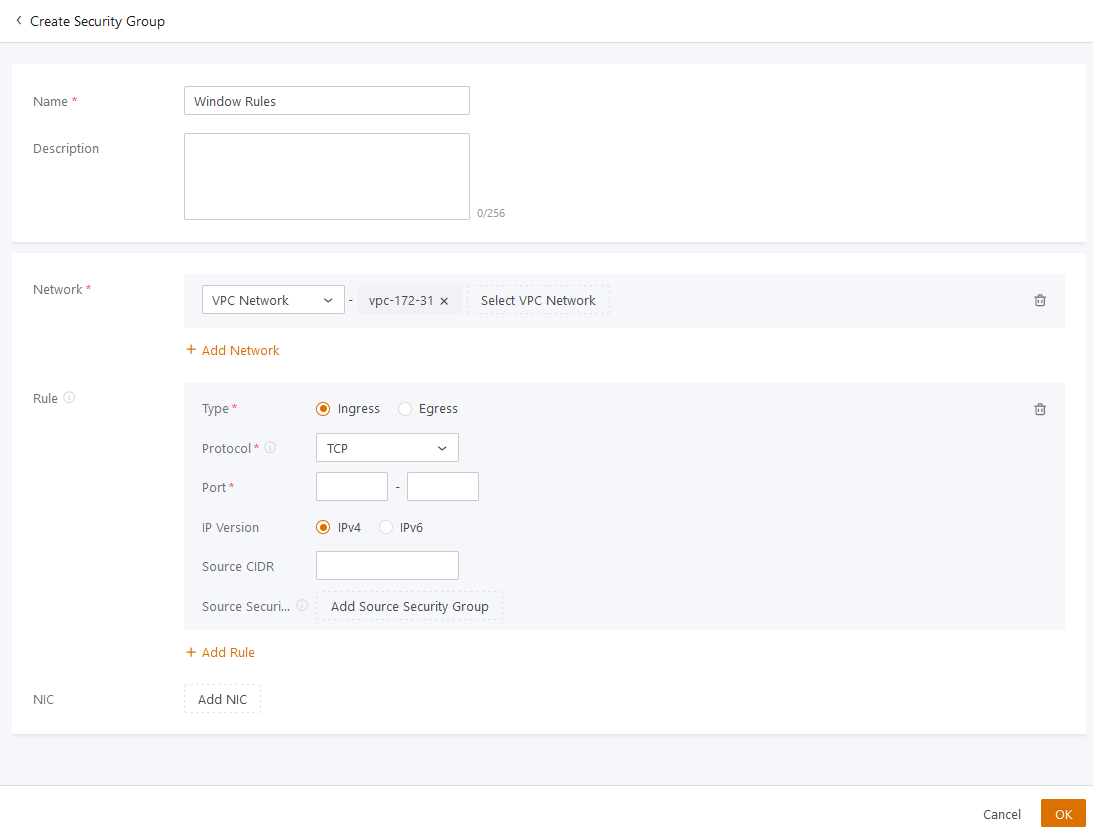 Create Security Group
Name *
Window Rules
Description
0/256
Network *
VPC Network - vpc-172-31 × Select VPC Network
+ Add Network
Rule
Type * Ingress Egress
Protocol * TCP
Port * -
IP Version IPv4 IPv6
Source CIDR
Source Securi... Add Source Security Group
+ Add Rule
NIC Add NIC
Cancel OK